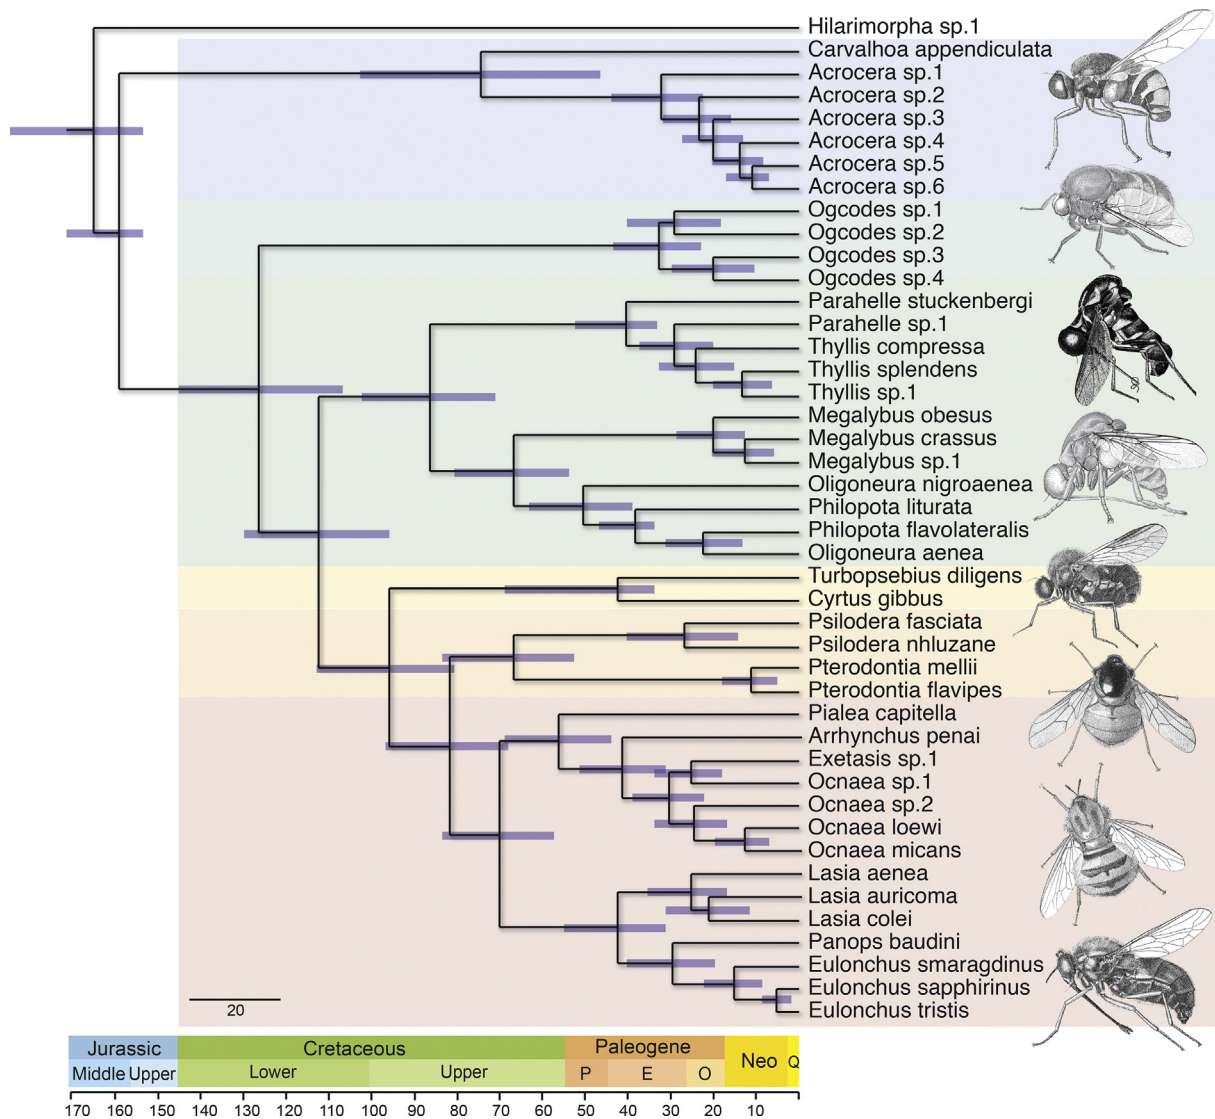 Hilarimorpha sp.1
Carvalhoa appendiculata
Acrocera sp.1
Acrocera sp.2
Acrocera sp.3
Acrocera sp.4
Acrocera sp.5
Acrocera sp.6
Ogcodes sp.1
Ogcodes sp.2
Ogcodes sp.3
Ogcodes sp.4
Parahelle stuckenbergi
Parahelle sp.1
Thyllis compressa
Thyllis splendens
Thyllis sp.1
Megalybus obesus
Megalybus crassus
Megalybus sp.1
Oligoneura nigroaenea
Philopota liturata
Philopota flavolateralis
Oligoneura aenea
Turbopsebius diligens
Cyrtus gibbus
Psilodera fasciata
Psilodera nhluzane
Pterodontia mellii
Pterodontia flavipes
Pialea capitella
Arrhynchus penai
Exetasis sp.1
Ocnaea sp.1
Ocnaea sp.2
Ocnaea loewi
Ocnaea micans
Lasia aenea
Lasia auricoma
Lasia colei
Panops baudini
Eulonchus smaragdinus
Eulonchus sapphirinus
Eulonchus tristis
20
Jurassic Cretaceous Paleogene Neo Q
Middle Upper Lower Upper P E O
170 160 150 140 130 120 110 100 90 80 70 60 50 40 30 20 10